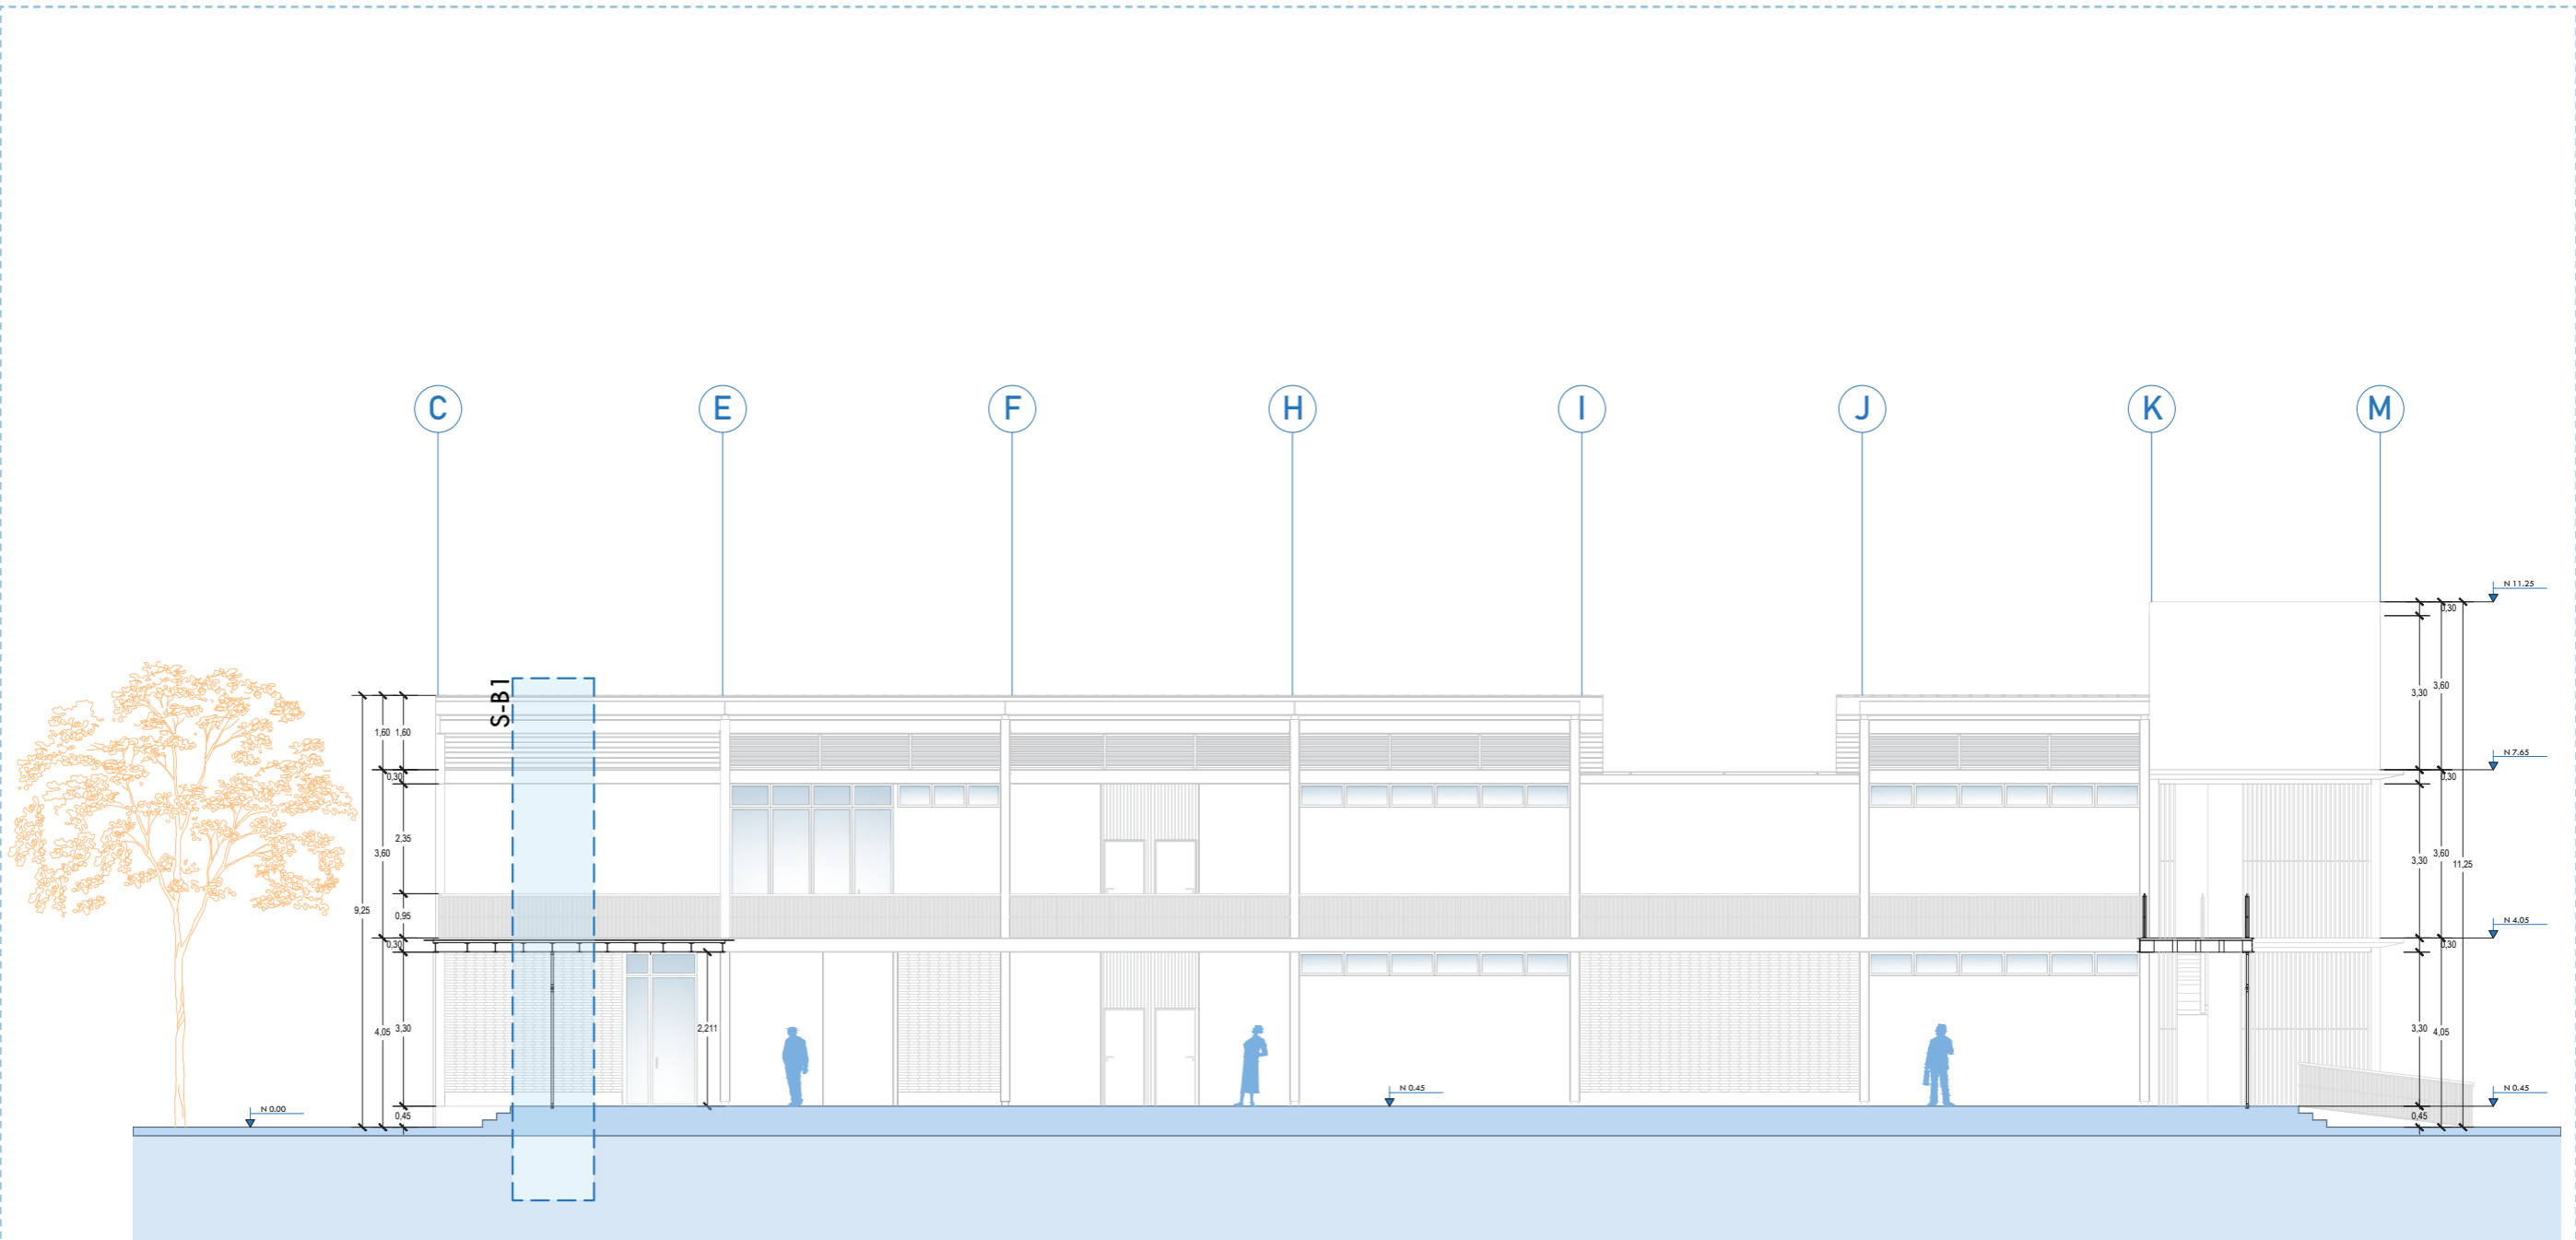 C E F H I J K M
N 11.25
0,30
S-B1
3,30 3,60
1,60 1,60
N 7.65
0,30 0,30
2,35
3,60 3,30 3,60 11,25
9,25 0,95
N 4.05
0,30 0,30
4,05 3,30 2,211 3,30 4,05
N 0.45 N 0.45
N 0.00 0,45 0,45